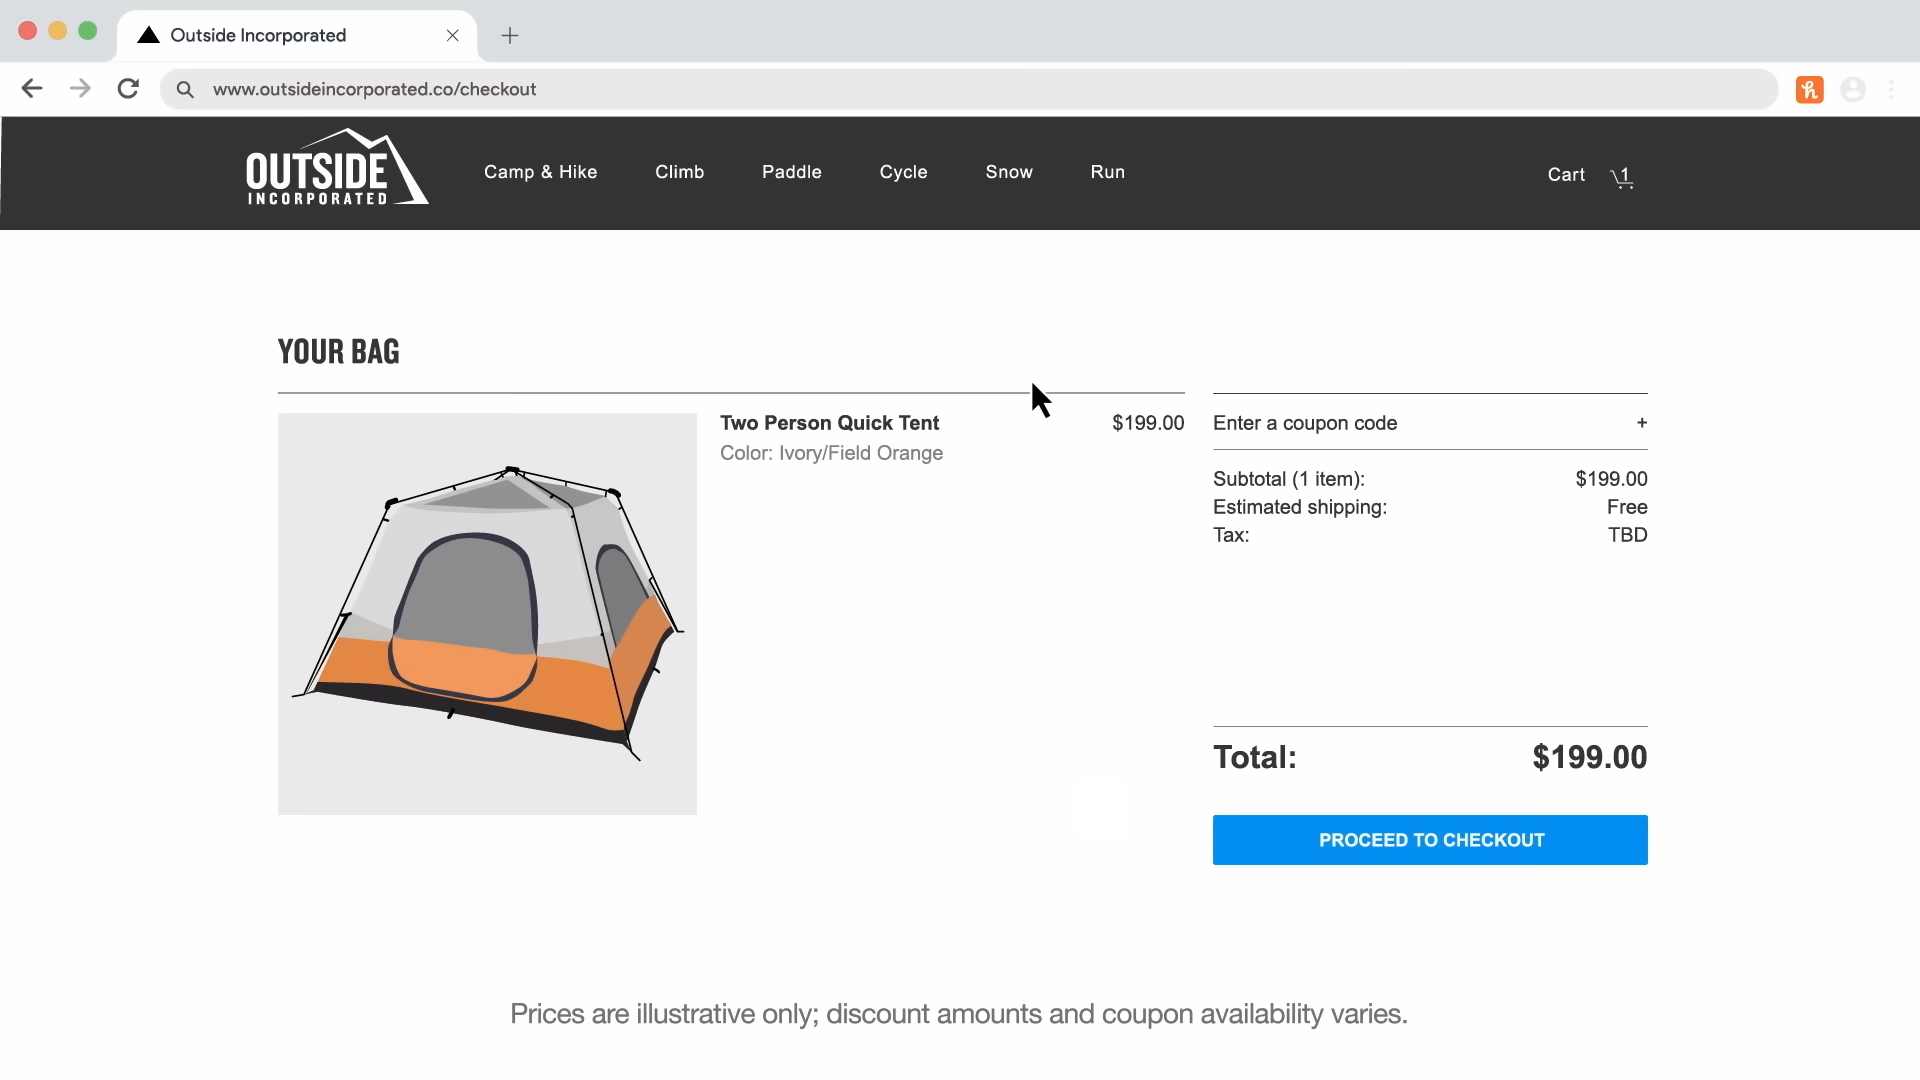 Outside Incorporated
www.outsideincorporated.co/checkout
h
OUTSIDE
INCORPORATED
Camp & Hike Climb Paddle Cycle Snow Run Cart 1
YOUR BAG
Two Person Quick Tent $199.00
Color: Ivory/Field Orange
Enter a coupon code +
Subtotal (1 item): $199.00
Estimated shipping: Free
Tax: TBD
Total: $199.00
PROCEED TO CHECKOUT
Prices are illustrative only; discount amounts and coupon availability varies.